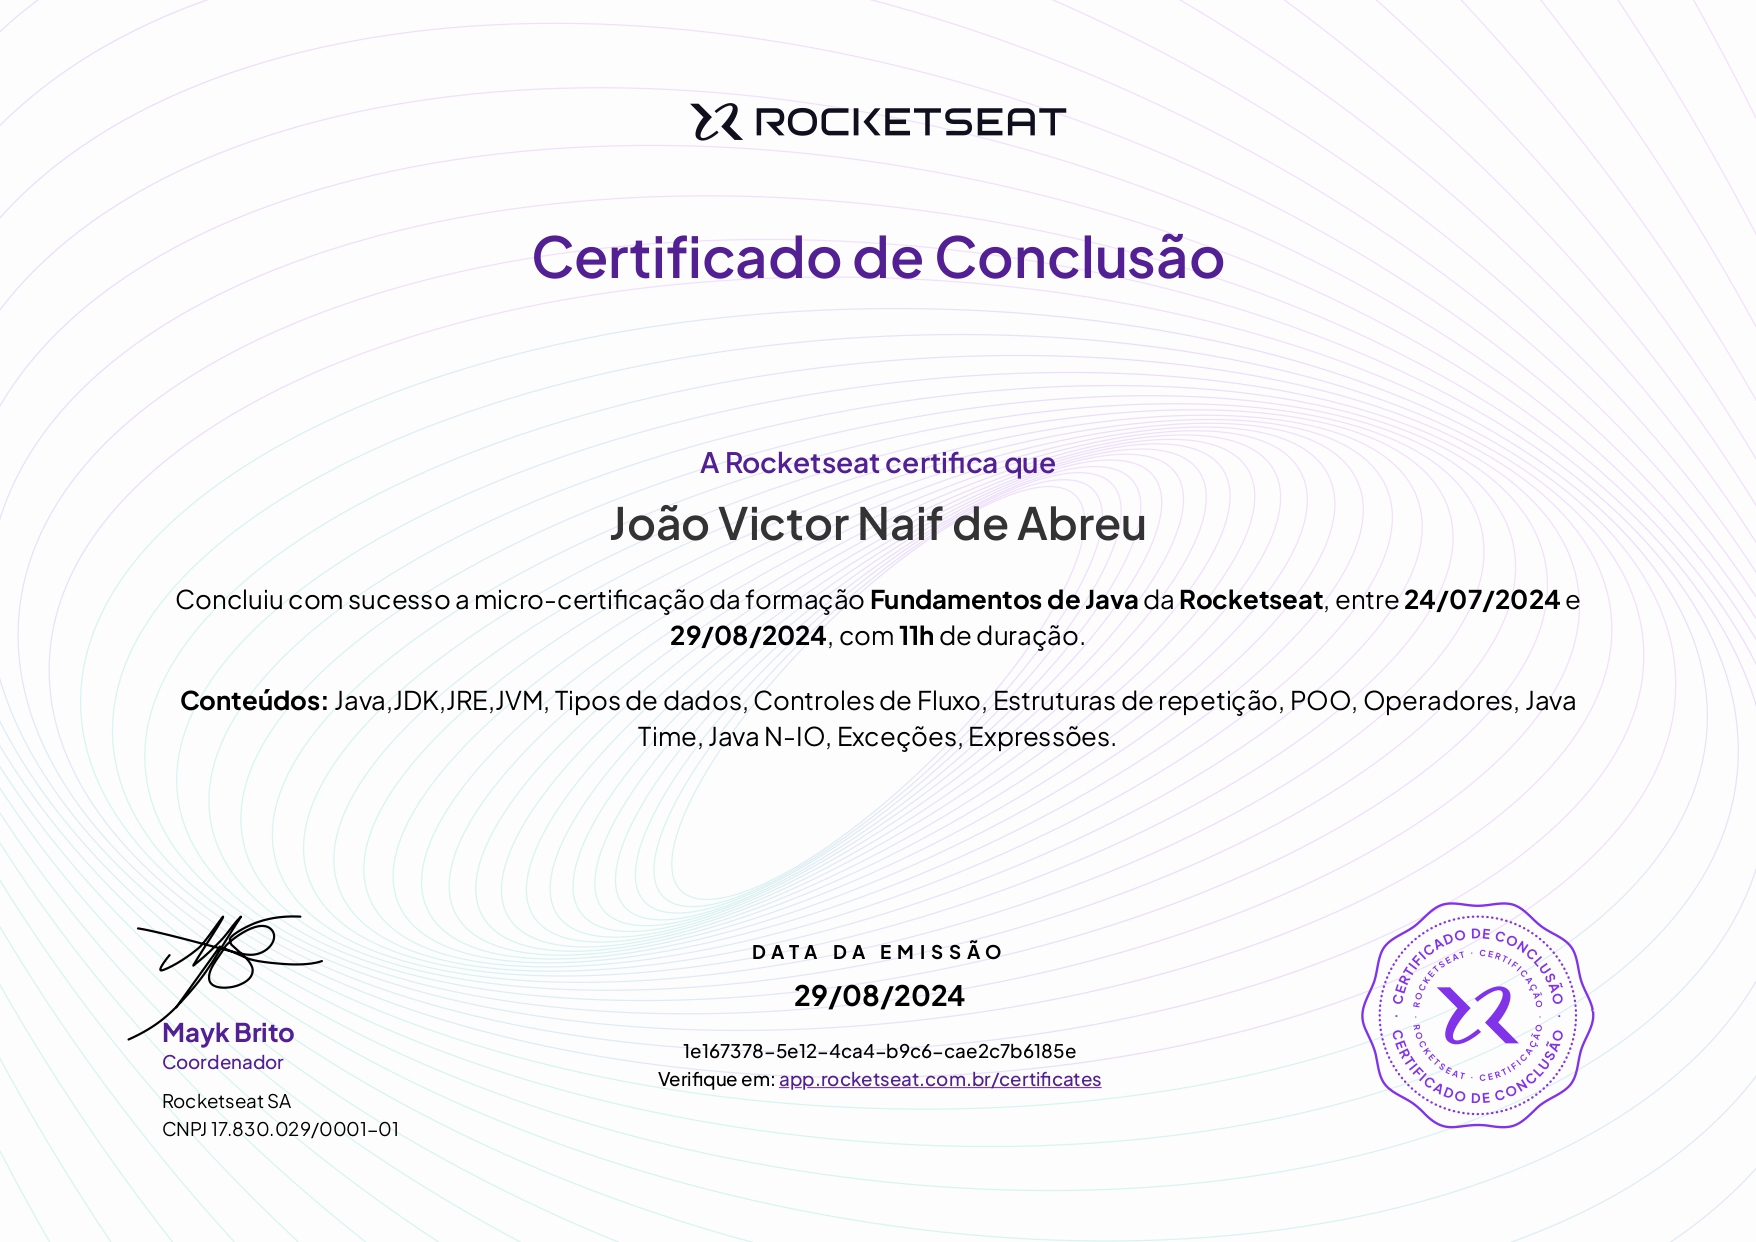 ROCKETSEAT
Certificado de Conclusão
A Rocketseat certifica que
João Victor Naif de Abreu
Concluiu com sucesso a micro-certificação da formação Fundamentos de Java da Rocketseat, entre 24/07/2024 e
29/08/2024, com 11h de duração.
Conteúdos: Java,JDK,JRE,JVM, Tipos de dados, Controles de Fluxo, Estruturas de repetição, POO, Operadores, Java
Time, Java N-IO, Exceções, Expressões.
Mayk Brito
Coordenador
Rocketseat SA
CNPJ 17.830.029/0001-01
DATA DA EMISSÃO
29/08/2024
1e167378-5e12-4ca4-b9c6-cae2c7b6185e
Verifique em: app.rocketseat.com.br/certificates
CERTIFICADO DE CONCLUSÃO
ROCKETSEAT · CERTIFICAÇÃO
ROCKETSEAT · CERTIFICAÇÃO
CERTIFICADO DE CONCLUSÃO